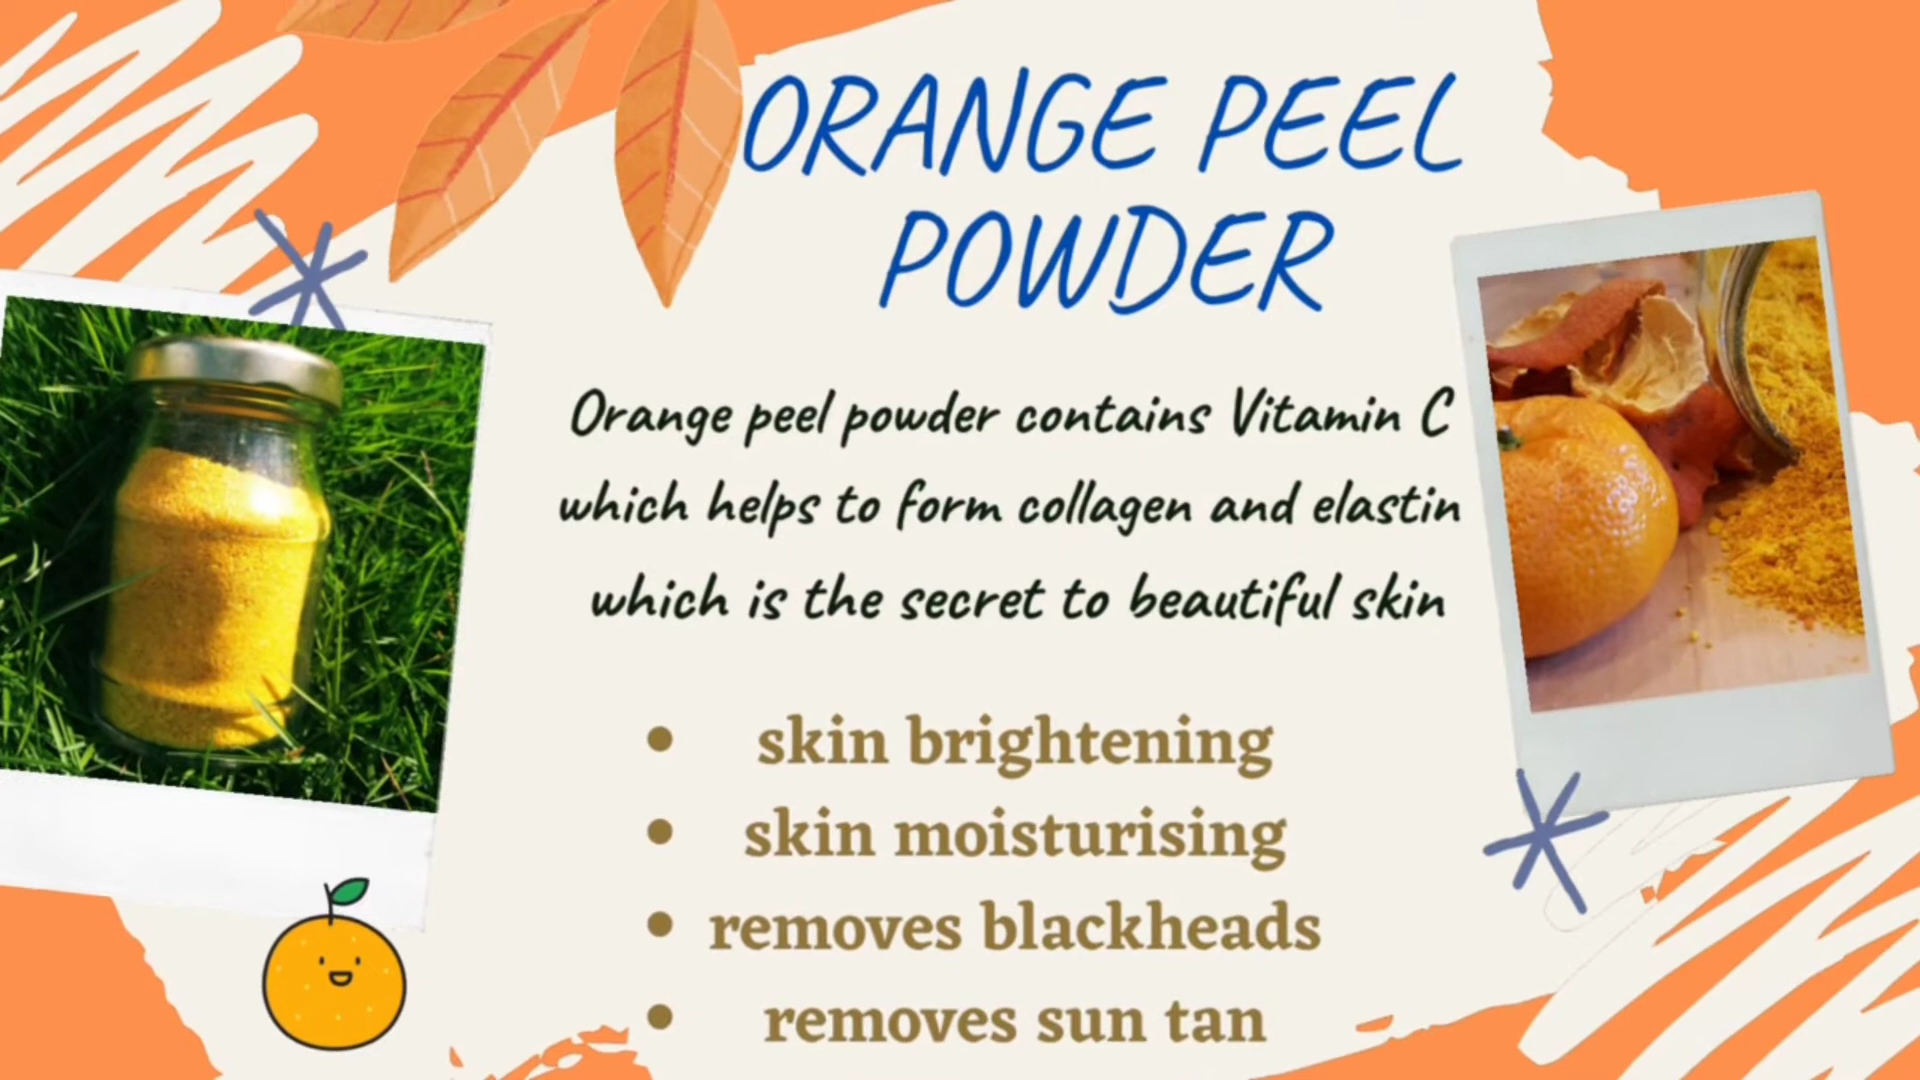 ORANGE PEEL
POWDER
Orange peel powder contains Vitamin C
which helps to form collagen and elastin
which is the secret to beautiful skin
• skin brightening
• skin moisturising
• removes blackheads
• removes sun tan